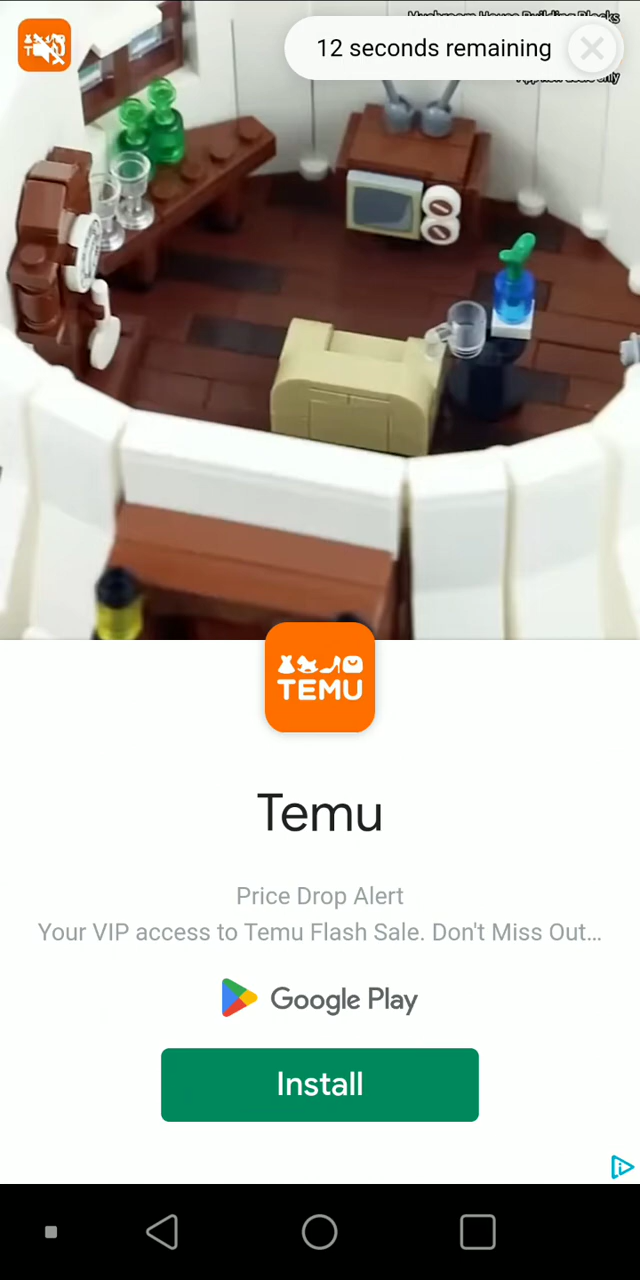 Mushroom House Building Blocks
12 seconds remaining
only
TEMU
Temu
Price Drop Alert
Your VIP access to Temu Flash Sale. Don't Miss Out...
Google Play
Install